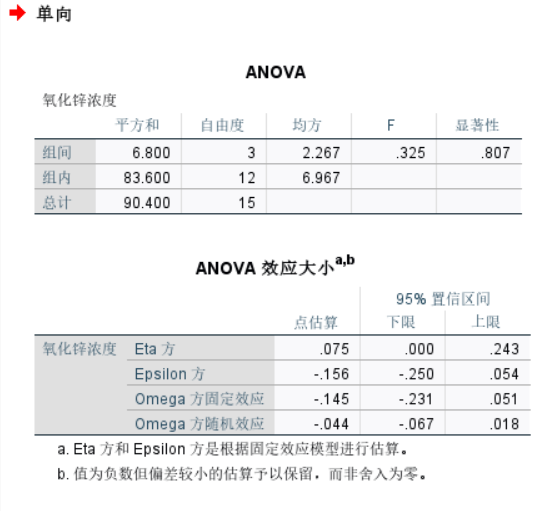 单向
ANOVA
氧化锌浓度
平方和 自由度 均方 F 显著性
组间 6.800 3 2.267 .325 .807
组内 83.600 12 6.967
总计 90.400 15
ANOVA 效应大小a,b
95% 置信区间
点估算 下限 上限
氧化锌浓度 Eta 方 .075 .000 .243
Epsilon 方 -.156 -.250 .054
Omega 方固定效应 -.145 -.231 .051
Omega 方随机效应 -.044 -.067 .018
a. Eta 方和 Epsilon 方是根据固定效应模型进行估算。
b. 值为负数但偏差较小的估算予以保留，而非舍入为零。